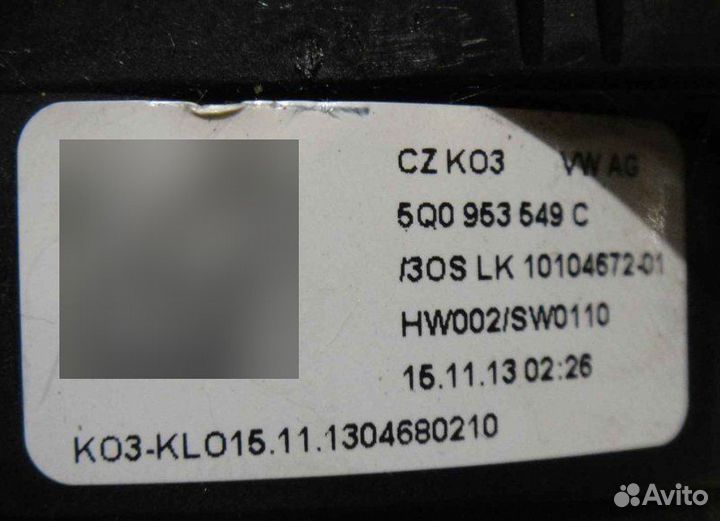 CZ K03 VW AG
5Q0 953 549 C
/3OS LK 10104672-01
HW002/SW0110
15.11.13 02:26
K03-KLO15.11.1304680210
Avito